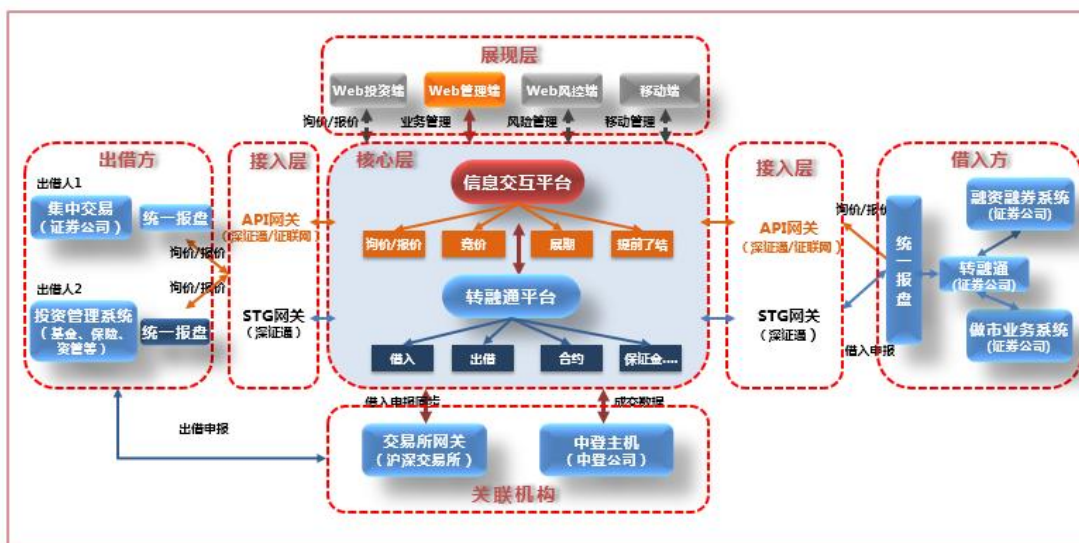 展现层
Web投资端
Web管理端
Web风控端
移动端
询价/报价
业务管理
风险管理
移动管理
出借方
出借人1
集中交易
（证券公司）
统一报盘
询价/报价
出借人2
询价/报价
投资管理系统
（基金、保险、
资管等）
统一报盘
接入层
API网关
（深证通/证联网）
STG网关
（深证通）
核心层
信息交互平台
询价/报价
竞价
展期
提前了结
转融通平台
借入
出借
合约
保证金....
接入层
API网关
（深证通/证联网）
STG网关
（深证通）
借入方
询价/报价
统一报盘
借入申报
融资融券系统
(证券公司)
转融通
(证券公司)
做市业务系统
(证券公司)
借入申报同步
成交数据
出借申报
交易所网关
（沪深交易所）
中登主机
（中登公司）
关联机构